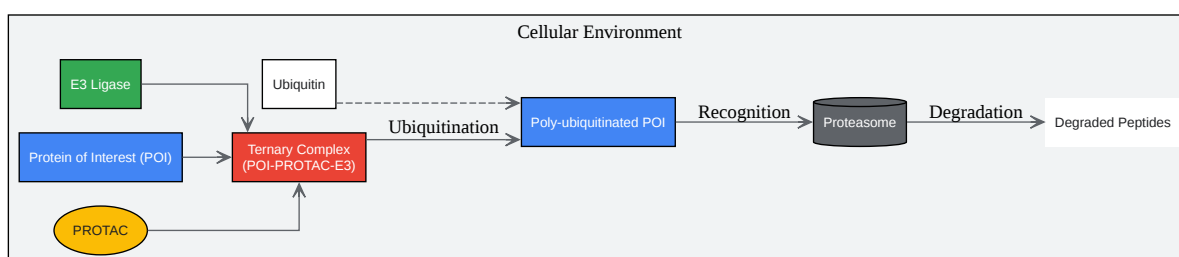 Cellular Environment
E3 Ligase
Ubiquitin
Protein of Interest (POI)
Ternary Complex
(POI-PROTAC-E3)
Ubiquitination
Poly-ubiquitinated POI
Recognition
Proteasome
Degradation
Degraded Peptides
PROTAC